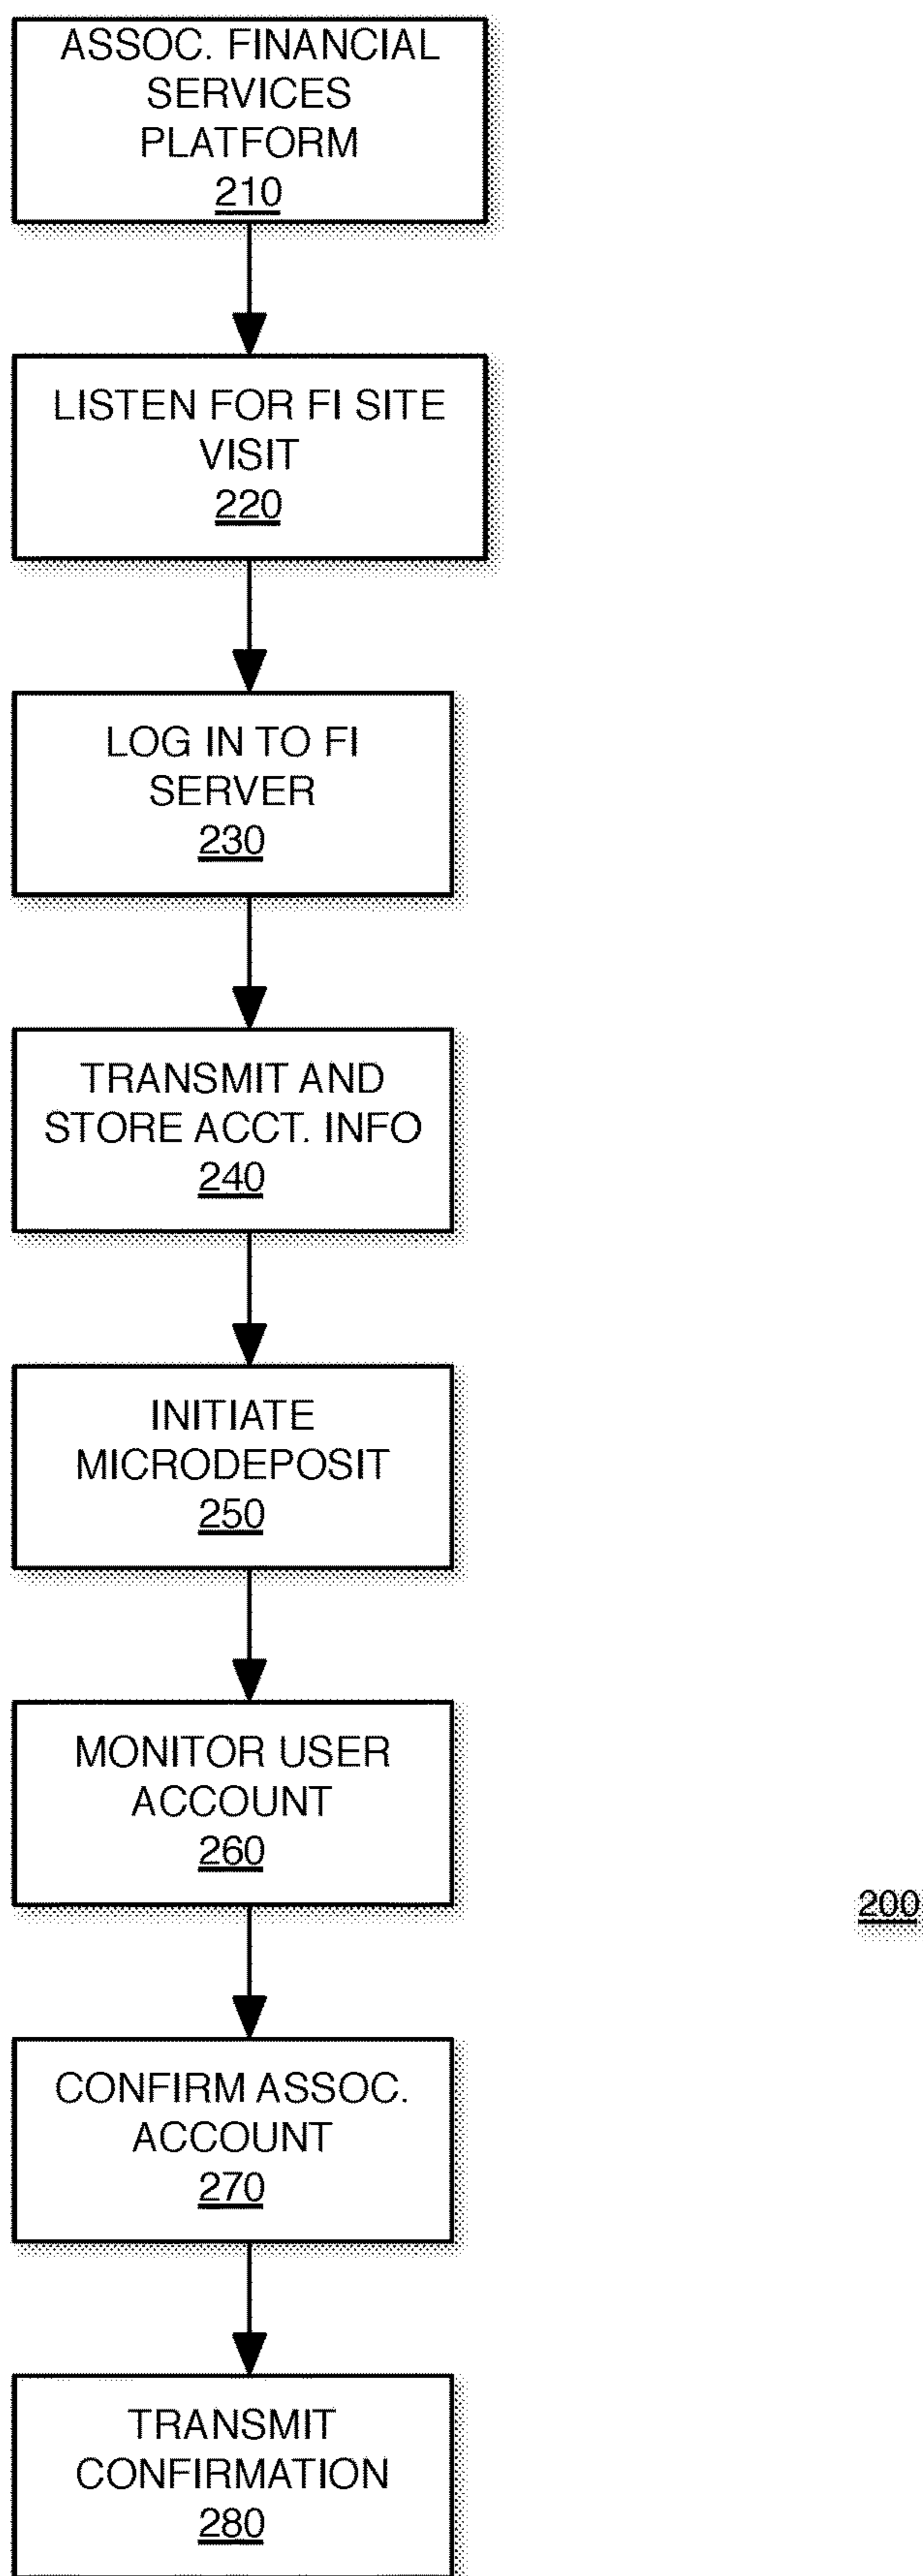 ASSOC. FINANCIAL
SERVICES
PLATFORM
210
LISTEN FOR FI SITE
VISIT
220
LOG IN TO FI
SERVER
230
TRANSMIT AND
STORE ACCT. INFO
240
INITIATE
MICRODEPOSIT
250
MONITOR USER
ACCOUNT
260
200
CONFIRM ASSOC.
ACCOUNT
270
TRANSMIT
CONFIRMATION
280